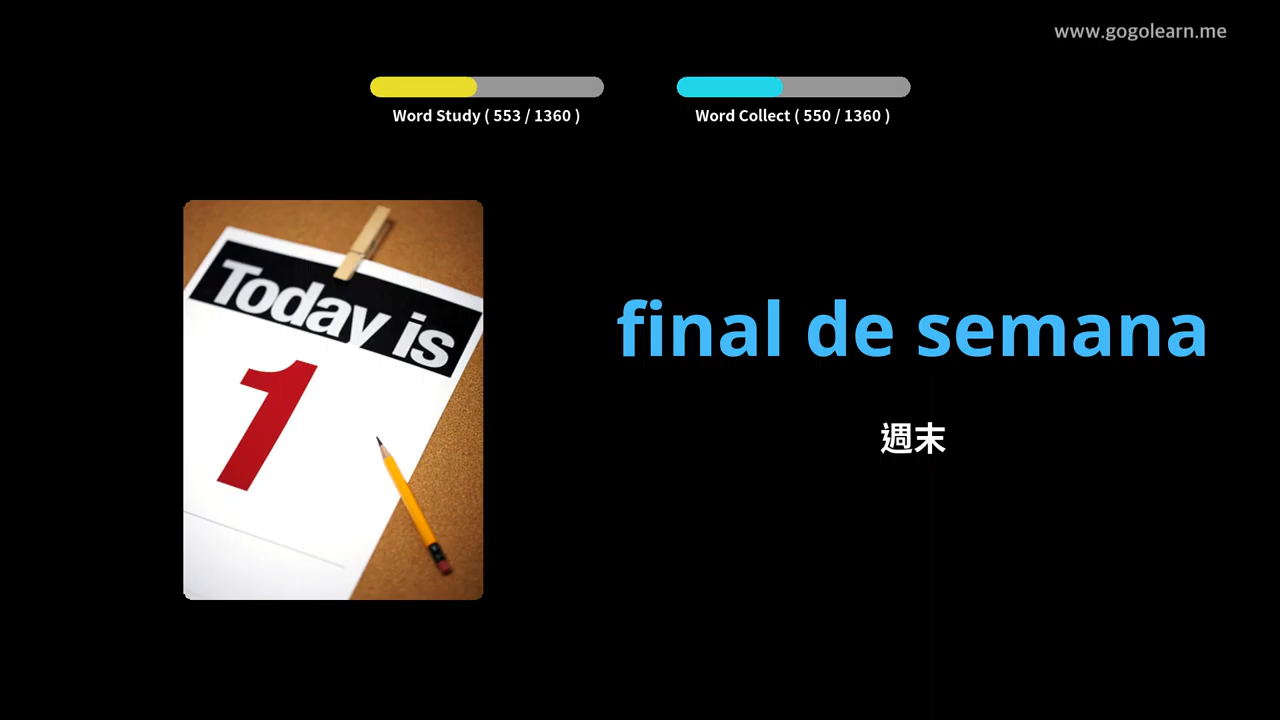 www.gogolearn.me
Word Study ( 553 / 1360 )
Word Collect ( 550 / 1360 )
Today is
1
final de semana
週末